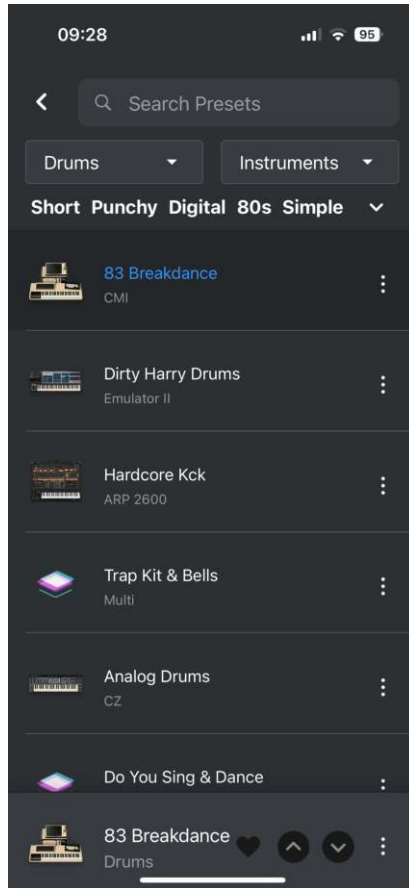 09:28 95
Search Presets
Drums Instruments
Short Punchy Digital 80s Simple
83 Breakdance
CMI
Dirty Harry Drums
Emulator II
Hardcore Kck
ARP 2600
Trap Kit & Bells
Multi
Analog Drums
CZ
Do You Sing & Dance
83 Breakdance
Drums